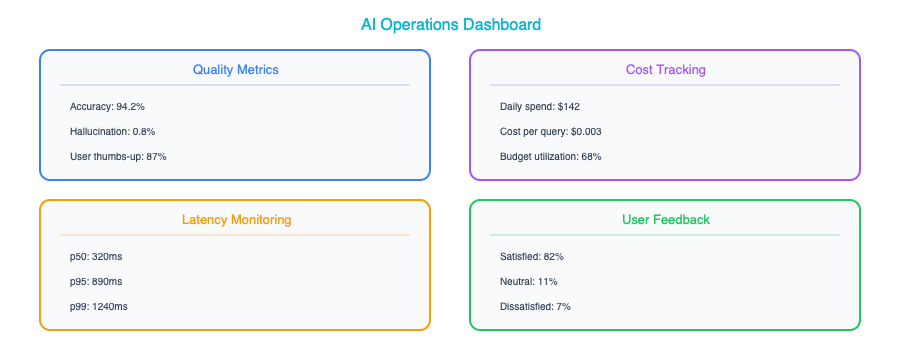 AI Operations Dashboard
Quality Metrics
Accuracy: 94.2%
Hallucination: 0.8%
User thumbs-up: 87%
Cost Tracking
Daily spend: $142
Cost per query: $0.003
Budget utilization: 68%
Latency Monitoring
p50: 320ms
p95: 890ms
p99: 1240ms
User Feedback
Satisfied: 82%
Neutral: 11%
Dissatisfied: 7%